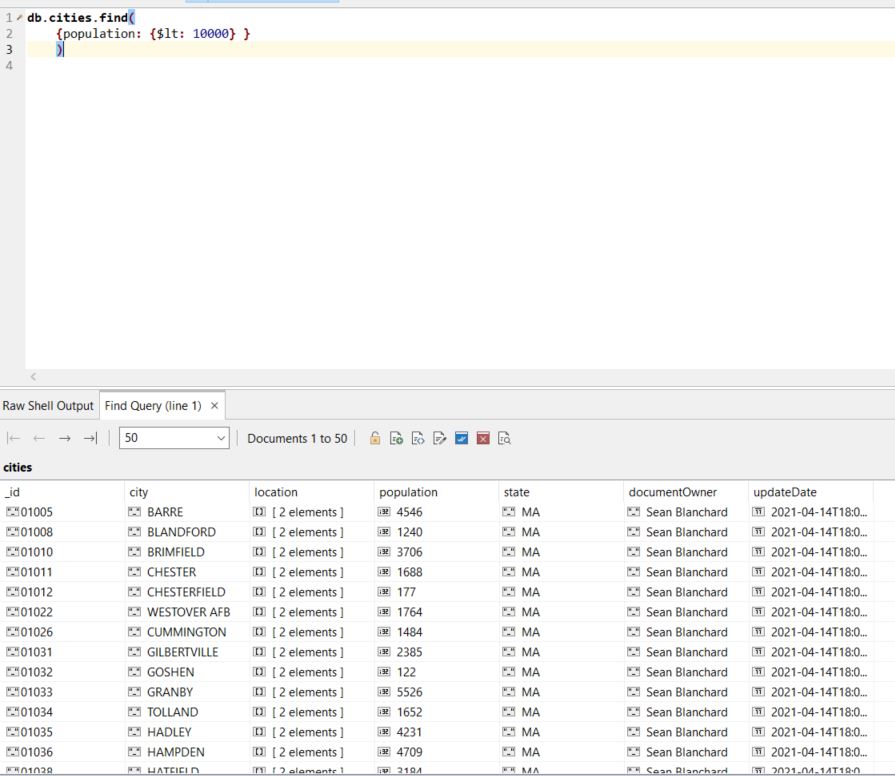 1 db.cities.find(
2 {population: {$lt: 10000} }
3 )
4
Raw Shell Output Find Query (line 1) ×
50 Documents 1 to 50
cities
_id city location population state documentOwner updateDate
01005 BARRE [ 2 elements ] 4546 MA Sean Blanchard 2021-04-14T18:0...
01008 BLANDFORD [ 2 elements ] 1240 MA Sean Blanchard 2021-04-14T18:0...
01010 BRIMFIELD [ 2 elements ] 3706 MA Sean Blanchard 2021-04-14T18:0...
01011 CHESTER [ 2 elements ] 1688 MA Sean Blanchard 2021-04-14T18:0...
01012 CHESTERFIELD [ 2 elements ] 177 MA Sean Blanchard 2021-04-14T18:0...
01022 WESTOVER AFB [ 2 elements ] 1764 MA Sean Blanchard 2021-04-14T18:0...
01026 CUMMINGTON [ 2 elements ] 1484 MA Sean Blanchard 2021-04-14T18:0...
01031 GILBERTVILLE [ 2 elements ] 2385 MA Sean Blanchard 2021-04-14T18:0...
01032 GOSHEN [ 2 elements ] 122 MA Sean Blanchard 2021-04-14T18:0...
01033 GRANBY [ 2 elements ] 5526 MA Sean Blanchard 2021-04-14T18:0...
01034 TOLLAND [ 2 elements ] 1652 MA Sean Blanchard 2021-04-14T18:0...
01035 HADLEY [ 2 elements ] 4231 MA Sean Blanchard 2021-04-14T18:0...
01036 HAMPDEN [ 2 elements ] 4709 MA Sean Blanchard 2021-04-14T18:0...
01038 HATFIELD [ 2 elements ] 3184 MA Sean Blanchard 2021-04-14T18:0...